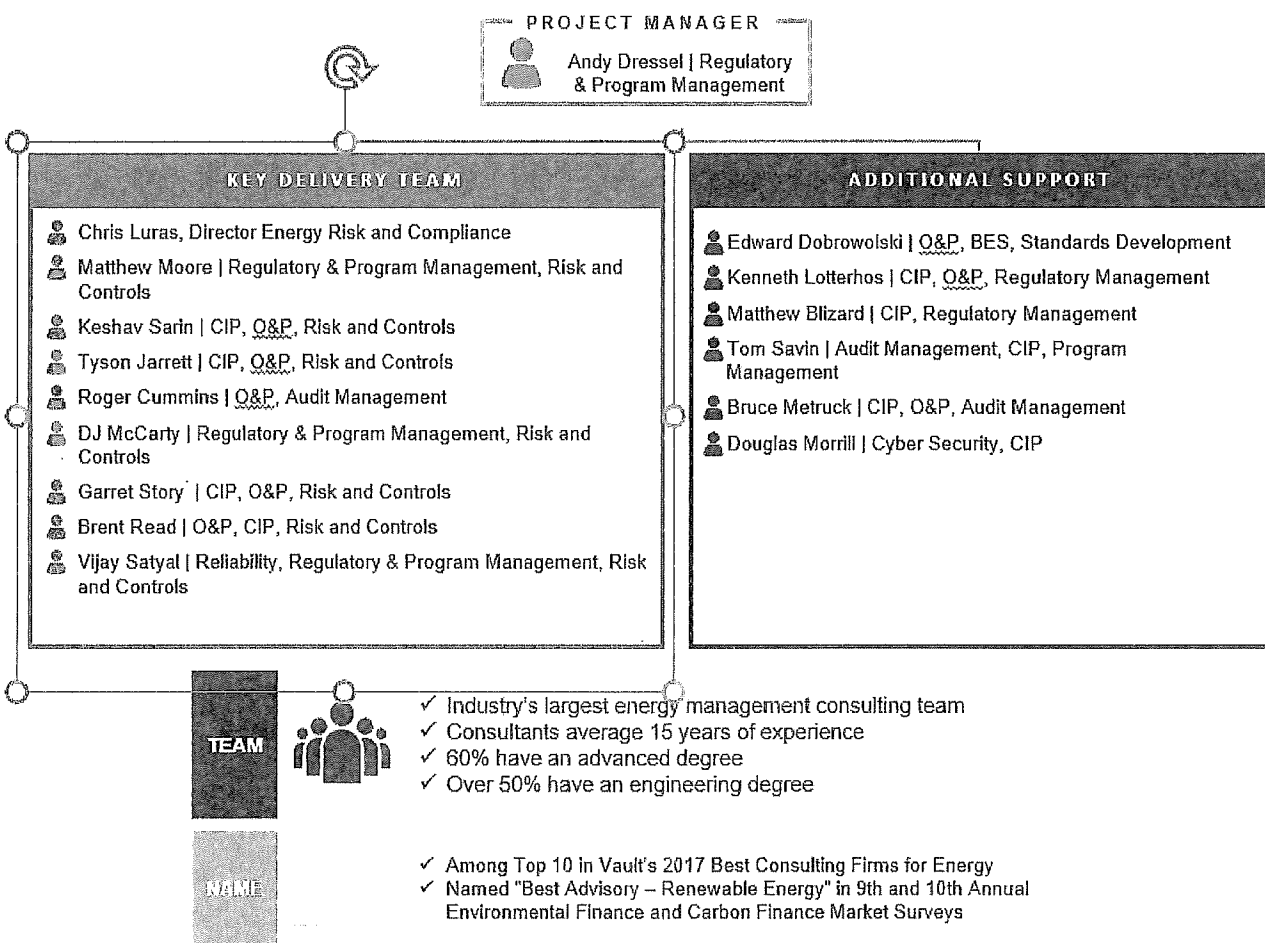 PROJECT MANAGER
Andy Dressel | Regulatory
& Program Management
KEY DELIVERY TEAM
Chris Luras, Director Energy Risk and Compliance
Matthew Moore | Regulatory & Program Management, Risk and
Controls
Keshav Sarin | CIP, O&P, Risk and Controls
Tyson Jarrett | CIP, O&P, Risk and Controls
Roger Cummins | O&P, Audit Management
DJ McCarty | Regulatory & Program Management, Risk and
Controls
Garret Story | CIP, O&P, Risk and Controls
Brent Read | O&P, CIP, Risk and Controls
Vijay Satyal | Reliability, Regulatory & Program Management, Risk
and Controls
ADDITIONAL SUPPORT
Edward Dobrowolski | O&P, BES, Standards Development
Kenneth Lotterhos | CIP, O&P, Regulatory Management
Matthew Blizard | CIP, Regulatory Management
Tom Savin | Audit Management, CIP, Program
Management
Bruce Metruck | CIP, O&P, Audit Management
Douglas Morrill | Cyber Security, CIP
TEAM
✓ Industry's largest energy management consulting team
✓ Consultants average 15 years of experience
✓ 60% have an advanced degree
✓ Over 50% have an engineering degree
NAME
✓ Among Top 10 in Vault's 2017 Best Consulting Firms for Energy
✓ Named "Best Advisory – Renewable Energy" in 9th and 10th Annual
Environmental Finance and Carbon Finance Market Surveys